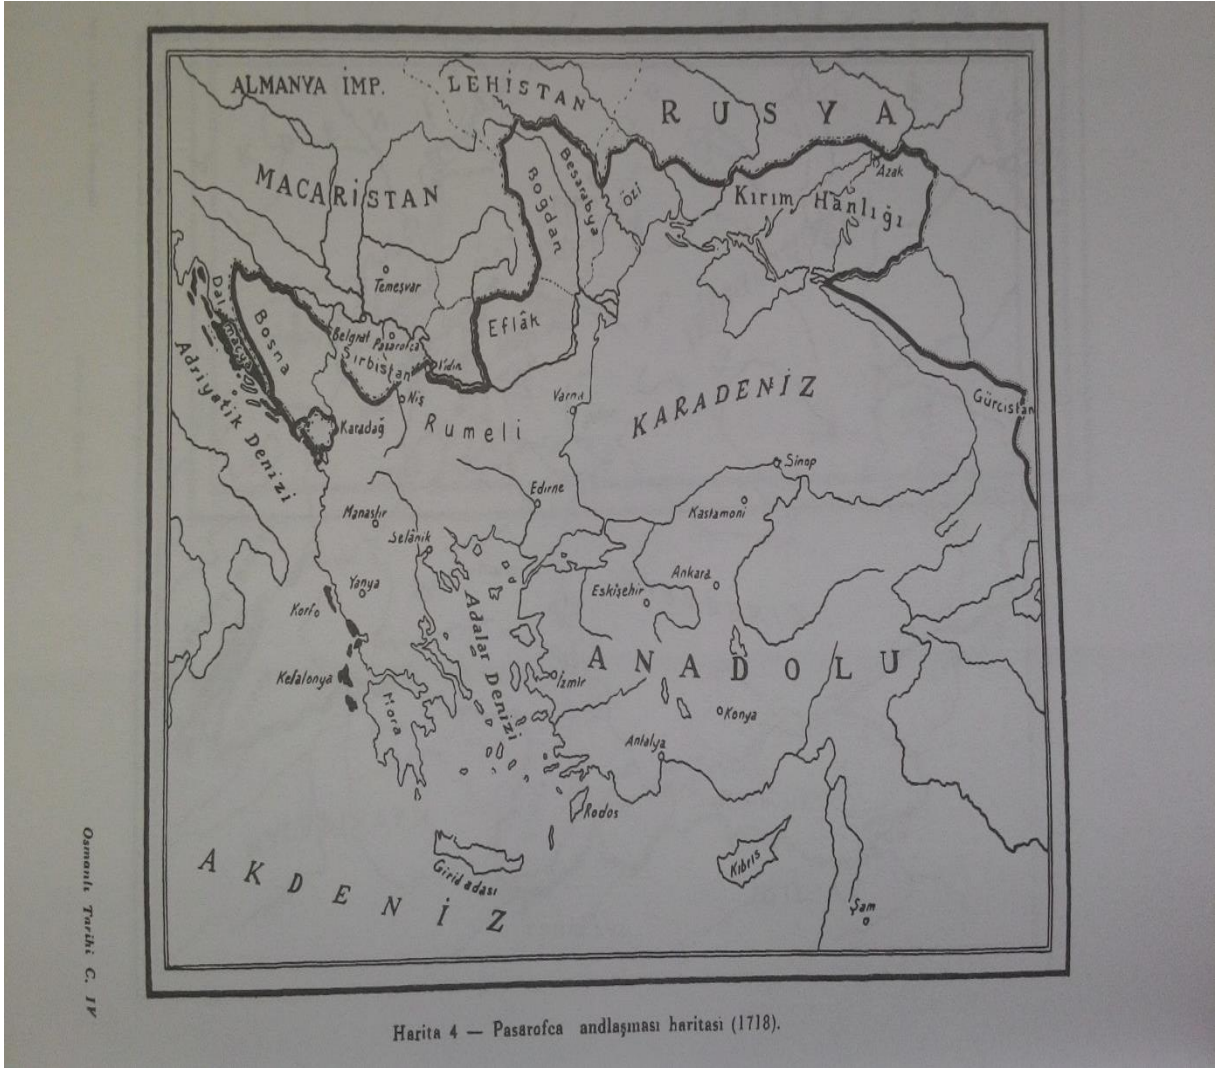 ALMANYA İMP.
LEHİSTAN
RUSYA
MACARİSTAN
Boğdan
Besarabya
Özi
Kırım Hanlığı
Azak
Temeşvar
Dalmaçya
Bosna
Belgrat
Pasarofça
Sırbistan
Vidin
Eflâk
Niş
Adriyatik Denizi
Karadağ
Rumeli
Varna
KARADENİZ
Gürcistan
Sinop
Edirne
Kastamoni
Manastır
Selânik
Yanya
Ankara
Eskişehir
Korfo
Adalar Denizi
ANADOLU
Kefalonya
İzmir
Mora
Konya
Antalya
Rodos
Kıbrıs
Girid adası
AKDENİZ
Şam
Osmanlı Tarihi C. IV
Harita 4 — Pasarofca andlaşması haritası (1718).